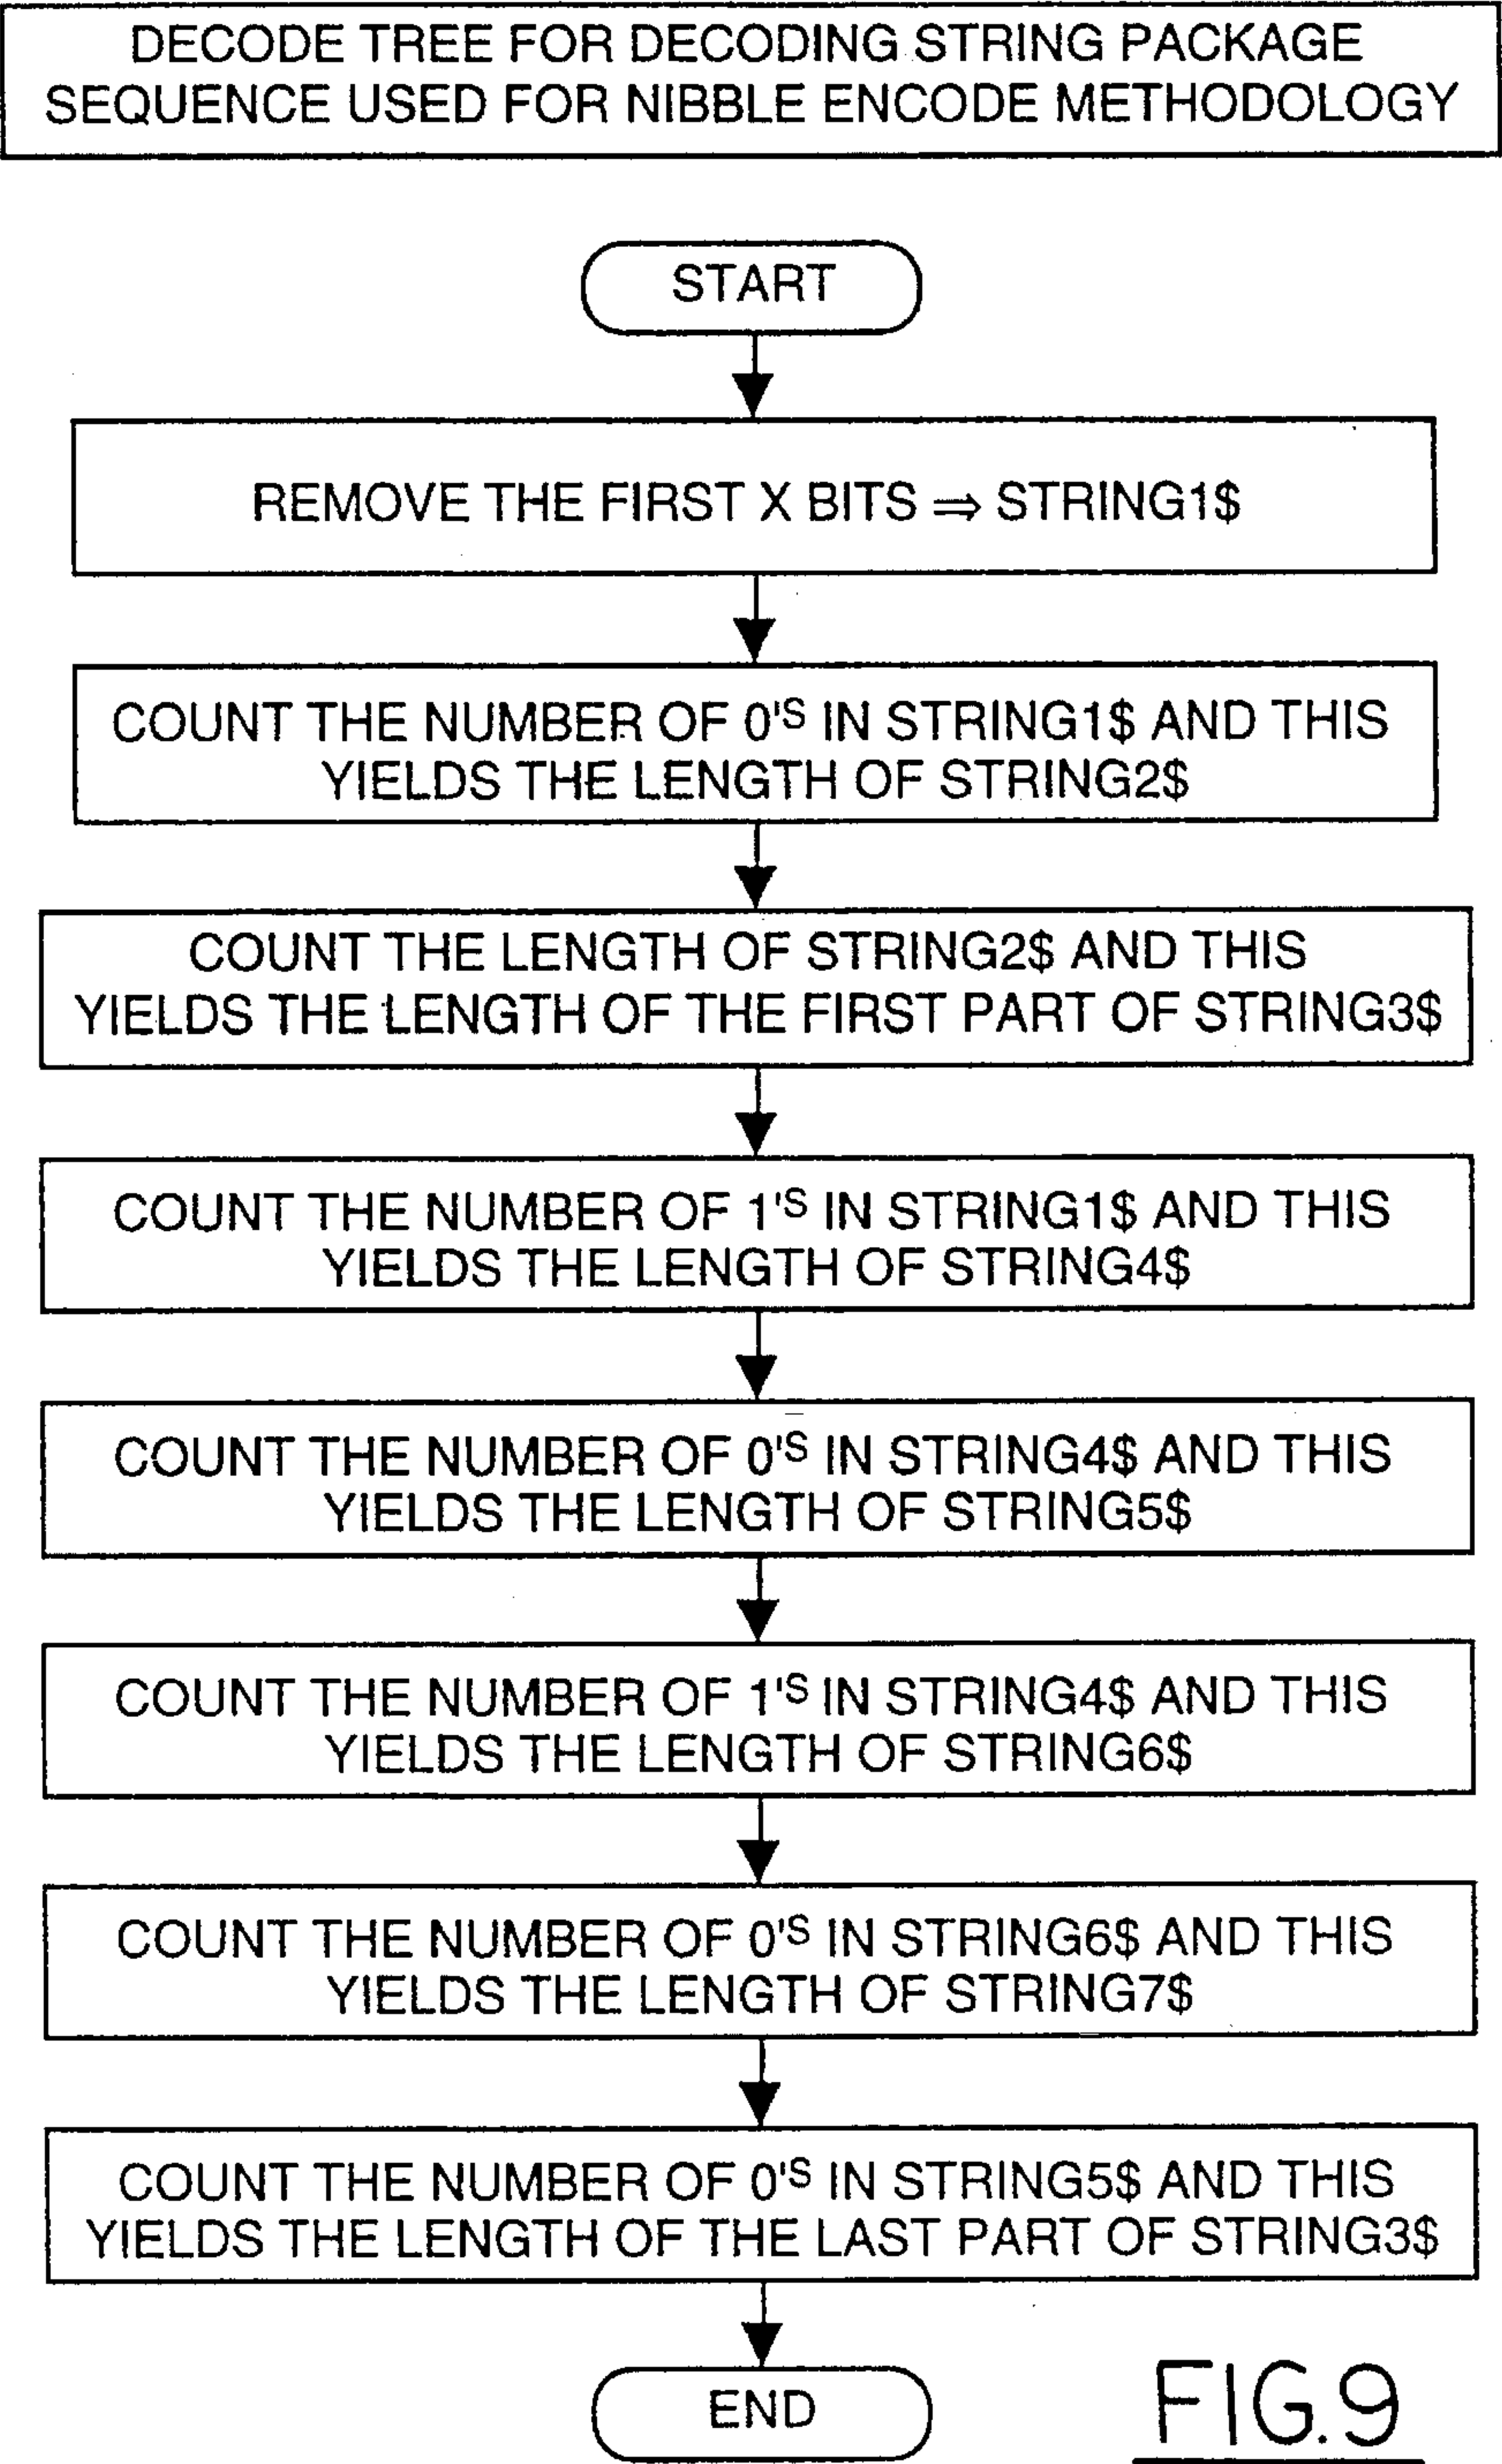 DECODE TREE FOR DECODING STRING PACKAGE
SEQUENCE USED FOR NIBBLE ENCODE METHODOLOGY
START
REMOVE THE FIRST X BITS ⇒ STRING1$
COUNT THE NUMBER OF 0'S IN STRING1$ AND THIS
YIELDS THE LENGTH OF STRING2$
COUNT THE LENGTH OF STRING2$ AND THIS
YIELDS THE LENGTH OF THE FIRST PART OF STRING3$
COUNT THE NUMBER OF 1'S IN STRING1$ AND THIS
YIELDS THE LENGTH OF STRING4$
COUNT THE NUMBER OF 0'S IN STRING4$ AND THIS
YIELDS THE LENGTH OF STRING5$
COUNT THE NUMBER OF 1'S IN STRING4$ AND THIS
YIELDS THE LENGTH OF STRING6$
COUNT THE NUMBER OF 0'S IN STRING6$ AND THIS
YIELDS THE LENGTH OF STRING7$
COUNT THE NUMBER OF 0'S IN STRING5$ AND THIS
YIELDS THE LENGTH OF THE LAST PART OF STRING3$
END
FIG.9